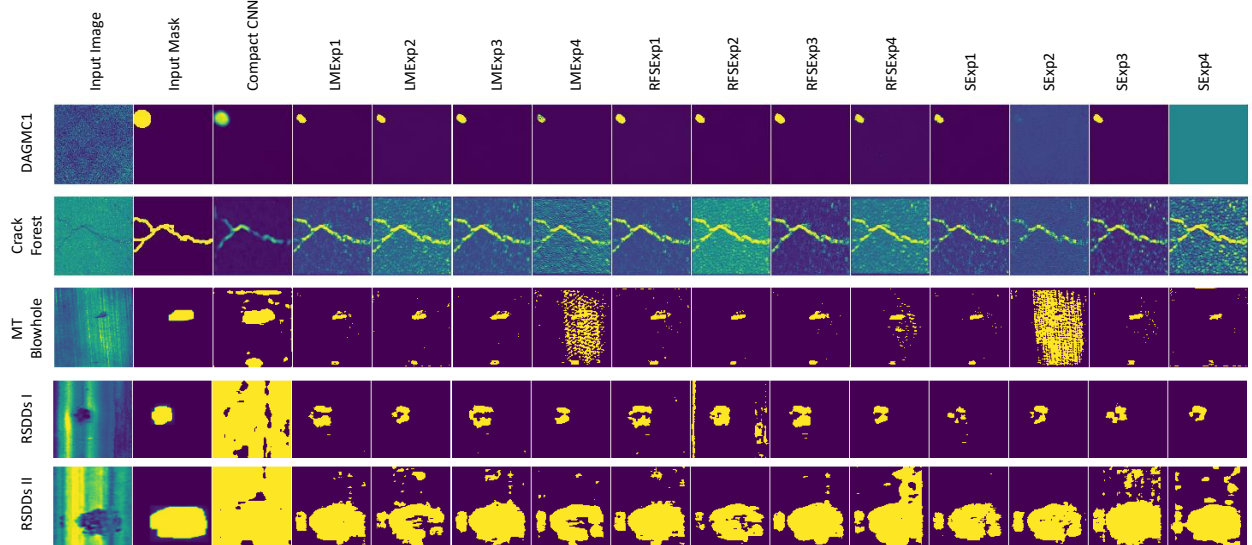 Input Image
Input Mask
Compact CNN
LMExp1
LMExp2
LMExp3
LMExp4
RFSExp1
RFSExp2
RFSExp3
RFSExp4
SExp1
SExp2
SExp3
SExp4
DAGMC1
Crack
Forest
MT
Blowhole
RSDDs I
RSDDs II